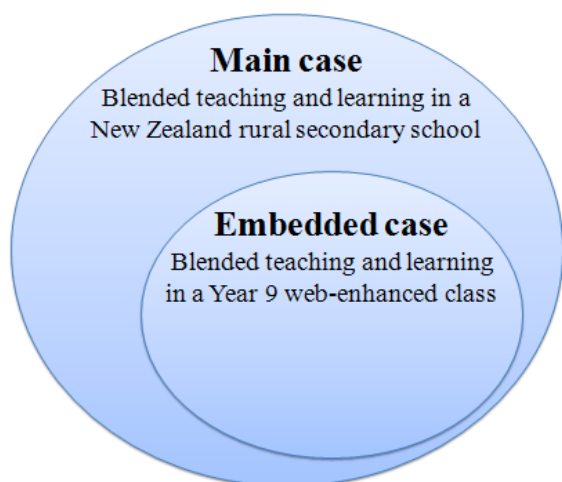 Main case
Blended teaching and learning in a
New Zealand rural secondary school
Embedded case
Blended teaching and learning
in a Year 9 web-enhanced class